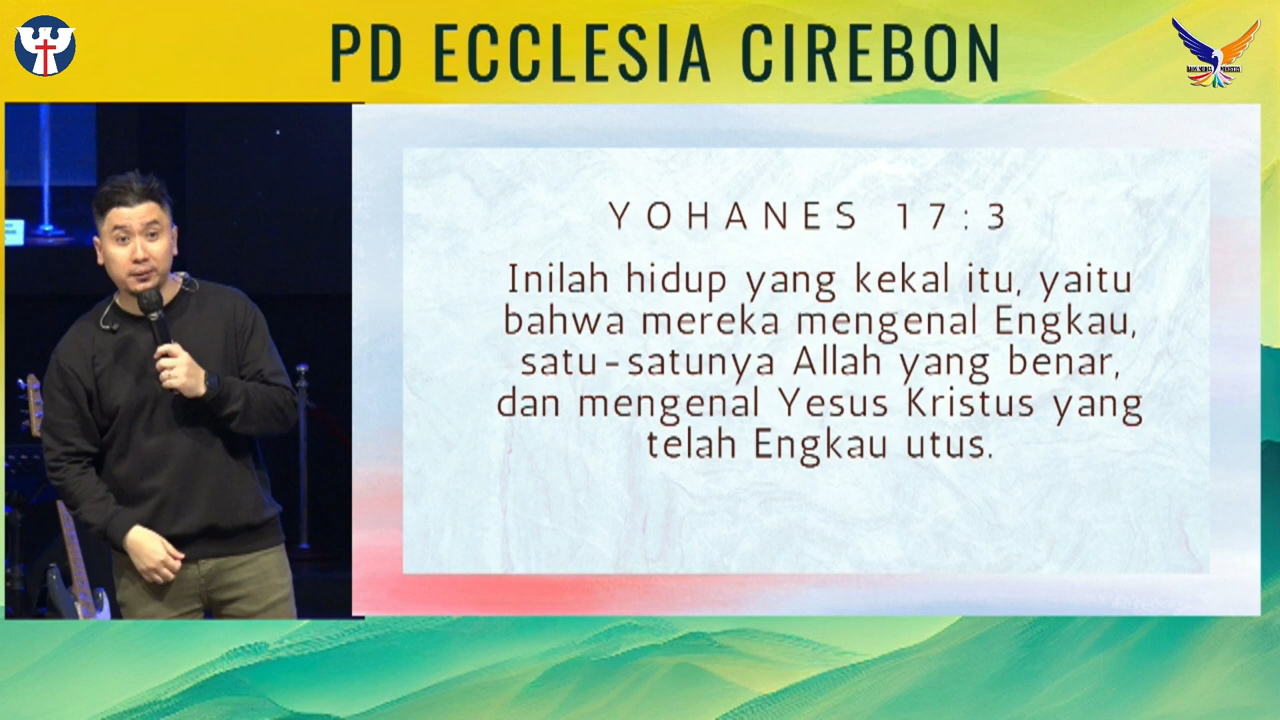 PD ECCLESIA CIREBON
YOHANES 17:3
Inilah hidup yang kekal itu, yaitu
bahwa mereka mengenal Engkau,
satu-satunya Allah yang benar,
dan mengenal Yesus Kristus yang
telah Engkau utus.